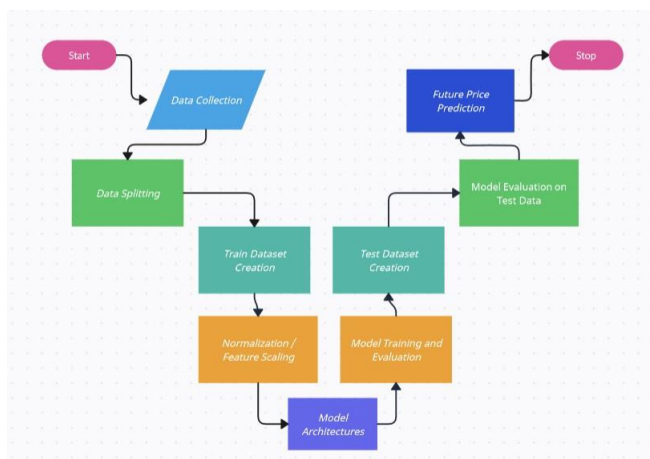 Start
Data Collection
Data Splitting
Train Dataset
Creation
Normalization /
Feature Scaling
Model
Architectures
Model Training and
Evaluation
Test Dataset
Creation
Model Evaluation on
Test Data
Future Price
Prediction
Stop